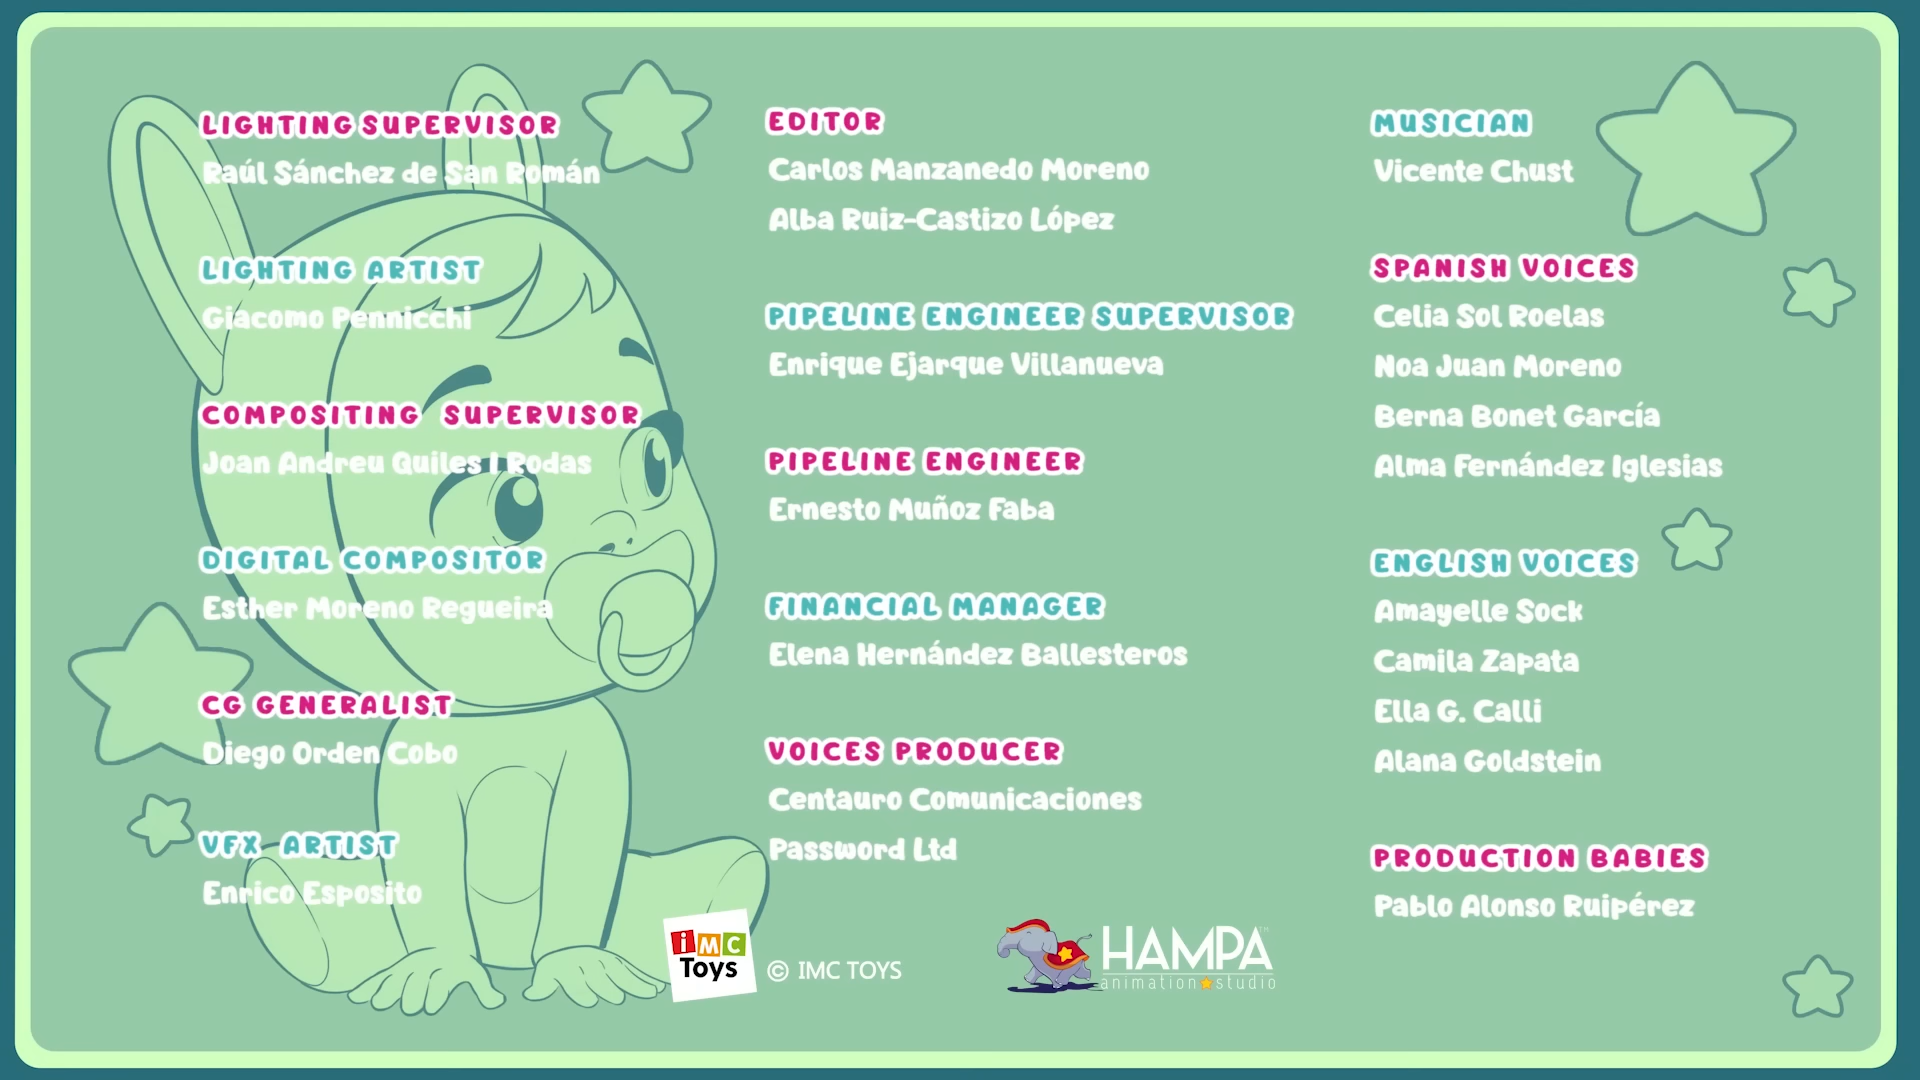 LIGHTING SUPERVISOR
Raúl Sánchez de San Román
LIGHTING ARTIST
Giacomo Pennicchi
COMPOSITING SUPERVISOR
Joan Andreu Quiles I Rodas
DIGITAL COMPOSITOR
Esther Moreno Regueira
CG GENERALIST
Diego Orden Cobo
VFX ARTIST
Enrico Esposito
EDITOR
Carlos Manzanedo Moreno
Alba Ruiz-Castizo López
PIPELINE ENGINEER SUPERVISOR
Enrique Ejarque Villanueva
PIPELINE ENGINEER
Ernesto Muñoz Faba
FINANCIAL MANAGER
Elena Hernández Ballesteros
VOICES PRODUCER
Centauro Comunicaciones
Password Ltd
MUSICIAN
Vicente Chust
SPANISH VOICES
Celia Sol Roelas
Noa Juan Moreno
Berna Bonet García
Alma Fernández Iglesias
ENGLISH VOICES
Amayelle Sock
Camila Zapata
Ella G. Calli
Alana Goldstein
PRODUCTION BABIES
Pablo Alonso Ruipérez
iMC
Toys
© IMC TOYS
HAMPA™
animation studio